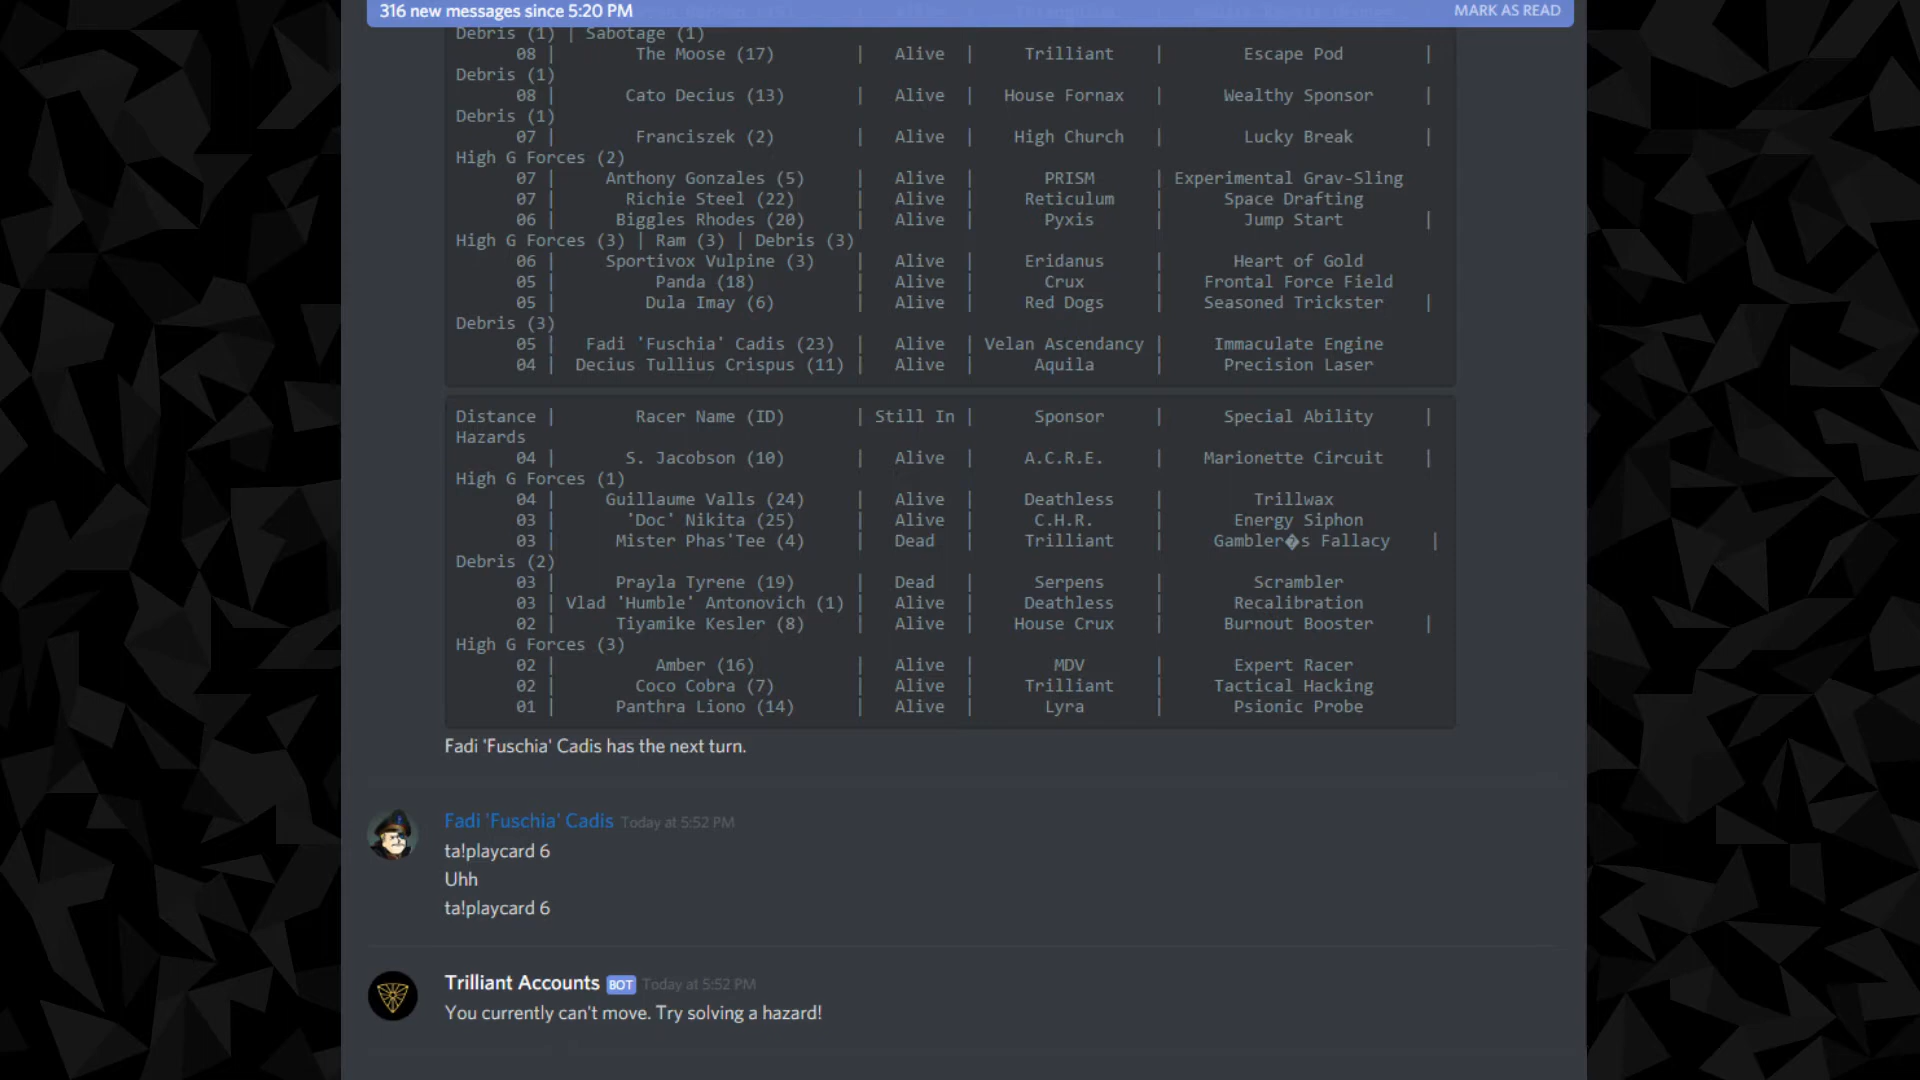 316 new messages since 5:20 PM MARK AS READ
Debris (1) | Sabotage (1)
08 | The Moose (17) | Alive | Trilliant | Escape Pod |
Debris (1)
08 | Cato Decius (13) | Alive | House Fornax | Wealthy Sponsor |
Debris (1)
07 | Franciszek (2) | Alive | High Church | Lucky Break |
High G Forces (2)
07 | Anthony Gonzales (5) | Alive | PRISM | Experimental Grav-Sling
07 | Richie Steel (22) | Alive | Reticulum | Space Drafting
06 | Biggles Rhodes (20) | Alive | Pyxis | Jump Start |
High G Forces (3) | Ram (3) | Debris (3)
06 | Sportivox Vulpine (3) | Alive | Eridanus | Heart of Gold
05 | Panda (18) | Alive | Crux | Frontal Force Field
05 | Dula Imay (6) | Alive | Red Dogs | Seasoned Trickster |
Debris (3)
05 | Fadi 'Fuschia' Cadis (23) | Alive | Velan Ascendancy | Immaculate Engine
04 | Decius Tullius Crispus (11) | Alive | Aquila | Precision Laser
Distance | Racer Name (ID) | Still In | Sponsor | Special Ability |
Hazards
04 | S. Jacobson (10) | Alive | A.C.R.E. | Marionette Circuit |
High G Forces (1)
04 | Guillaume Valls (24) | Alive | Deathless | Trillwax
03 | 'Doc' Nikita (25) | Alive | C.H.R. | Energy Siphon
03 | Mister Phas'Tee (4) | Dead | Trilliant | Gambler�s Fallacy |
Debris (2)
03 | Prayla Tyrene (19) | Dead | Serpens | Scrambler
03 | Vlad 'Humble' Antonovich (1) | Alive | Deathless | Recalibration
02 | Tiyamike Kesler (8) | Alive | House Crux | Burnout Booster |
High G Forces (3)
02 | Amber (16) | Alive | MDV | Expert Racer
02 | Coco Cobra (7) | Alive | Trilliant | Tactical Hacking
01 | Panthra Liono (14) | Alive | Lyra | Psionic Probe
Fadi 'Fuschia' Cadis has the next turn.
Fadi 'Fuschia' Cadis Today at 5:52 PM
ta!playcard 6
Uhh
ta!playcard 6
Trilliant Accounts BOT Today at 5:52 PM
You currently can't move. Try solving a hazard!